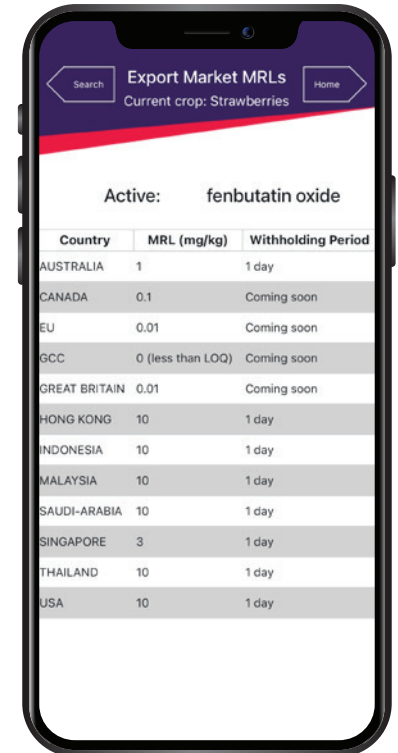 Search
Export Market MRLs
Home
Current crop: Strawberries
Active: fenbutatin oxide
Country MRL (mg/kg) Withholding Period
AUSTRALIA 1 1 day
CANADA 0.1 Coming soon
EU 0.01 Coming soon
GCC 0 (less than LOQ) Coming soon
GREAT BRITAIN 0.01 Coming soon
HONG KONG 10 1 day
INDONESIA 10 1 day
MALAYSIA 10 1 day
SAUDI-ARABIA 10 1 day
SINGAPORE 3 1 day
THAILAND 10 1 day
USA 10 1 day